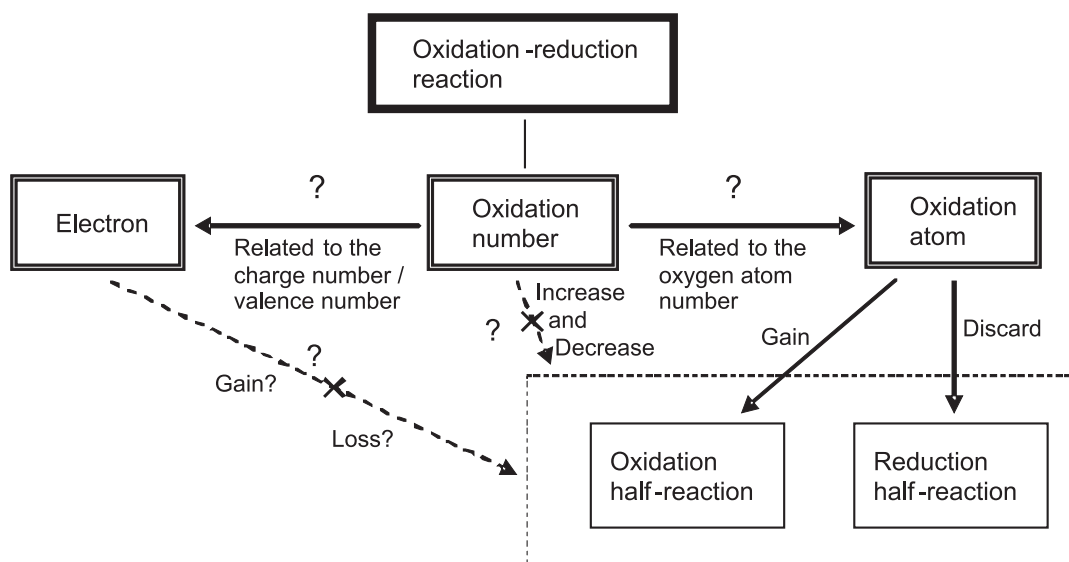 Oxidation -reduction
reaction
?
?
Electron
Oxidation
number
Oxidation
atom
Related to the
charge number /
valence number
Related to the
oxygen atom
number
Increase
and
Decrease
?
?
Gain?
Loss?
Gain
Discard
Oxidation
half-reaction
Reduction
half-reaction